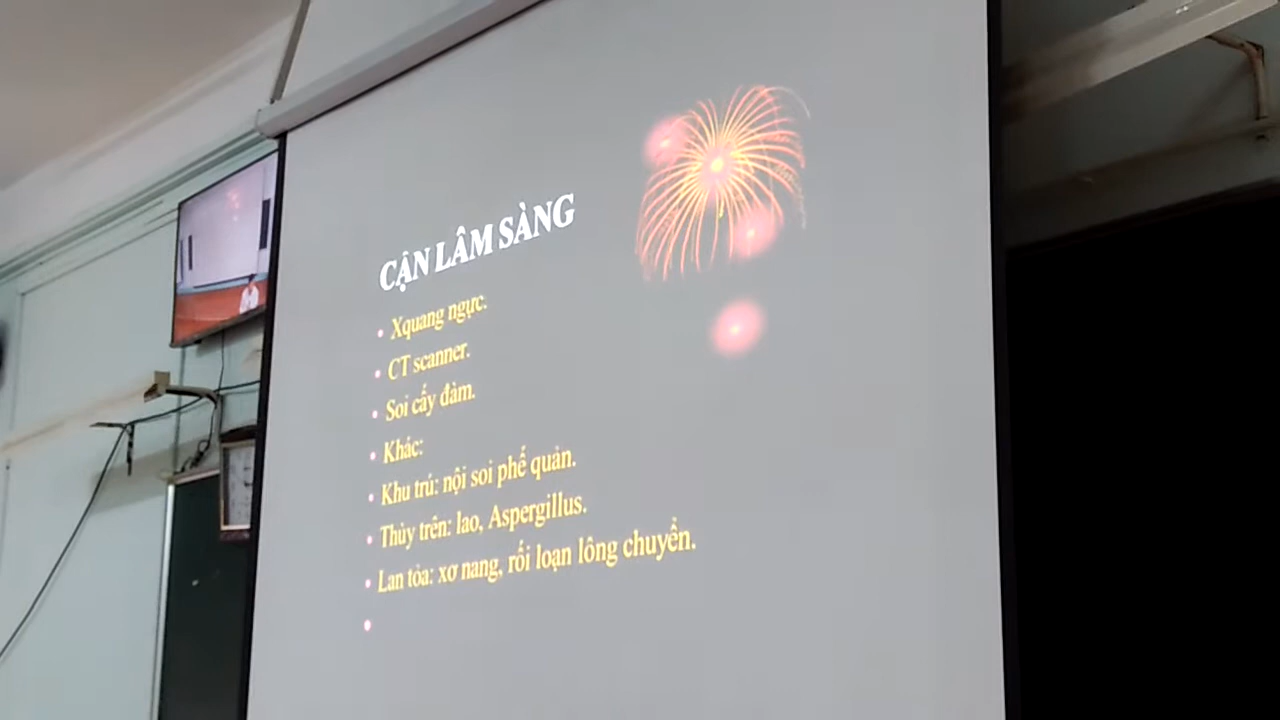 CẬN LÂM SÀNG
• Xquang ngực.
• CT scanner.
• Soi cấy đàm.
• Khác:
• Khu trú: nội soi phế quản.
• Thùy trên: lao, Aspergillus.
• Lan tỏa: xơ nang, rối loạn lông chuyển.
•